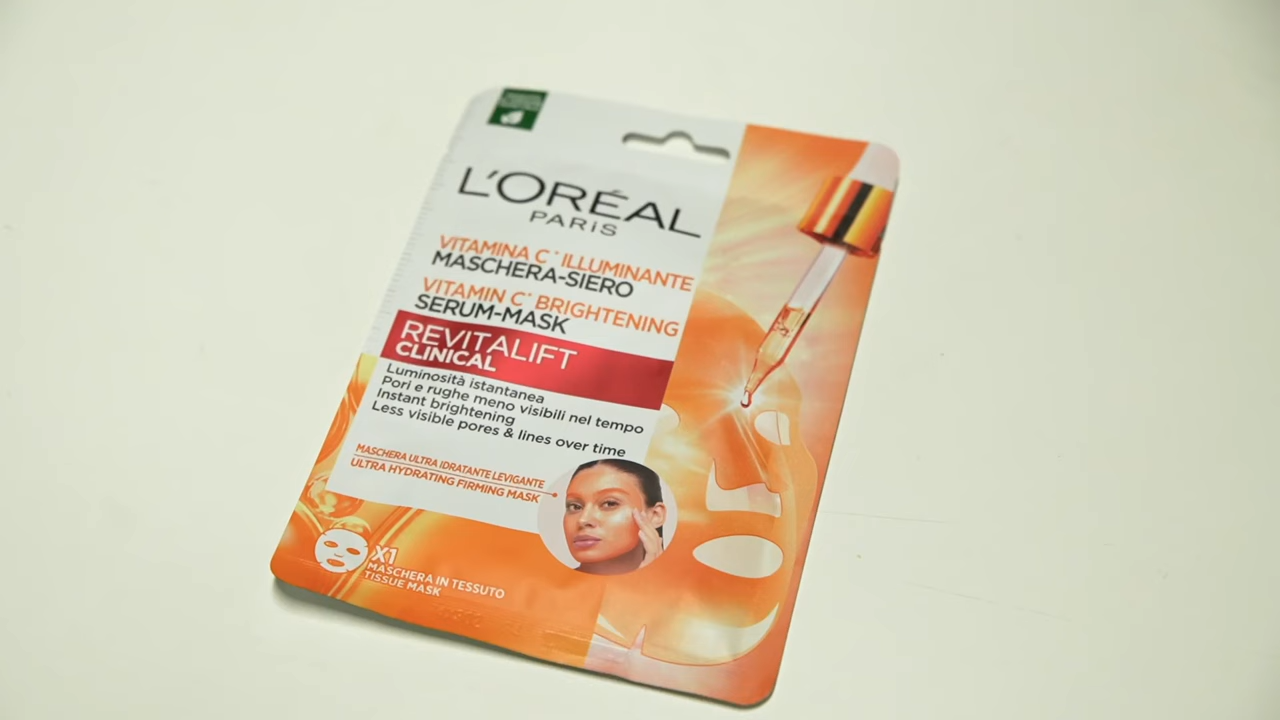 L'ORÉAL
PARIS
VITAMINA C* ILLUMINANTE
MASCHERA-SIERO
VITAMIN C* BRIGHTENING
SERUM-MASK
REVITALIFT
CLINICAL
Luminosità istantanea
Pori e rughe meno visibili nel tempo
Instant brightening
Less visible pores & lines over time
MASCHERA ULTRA IDRATANTE LEVIGANTE
ULTRA HYDRATING FIRMING MASK
X1
MASCHERA IN TESSUTO
TISSUE MASK